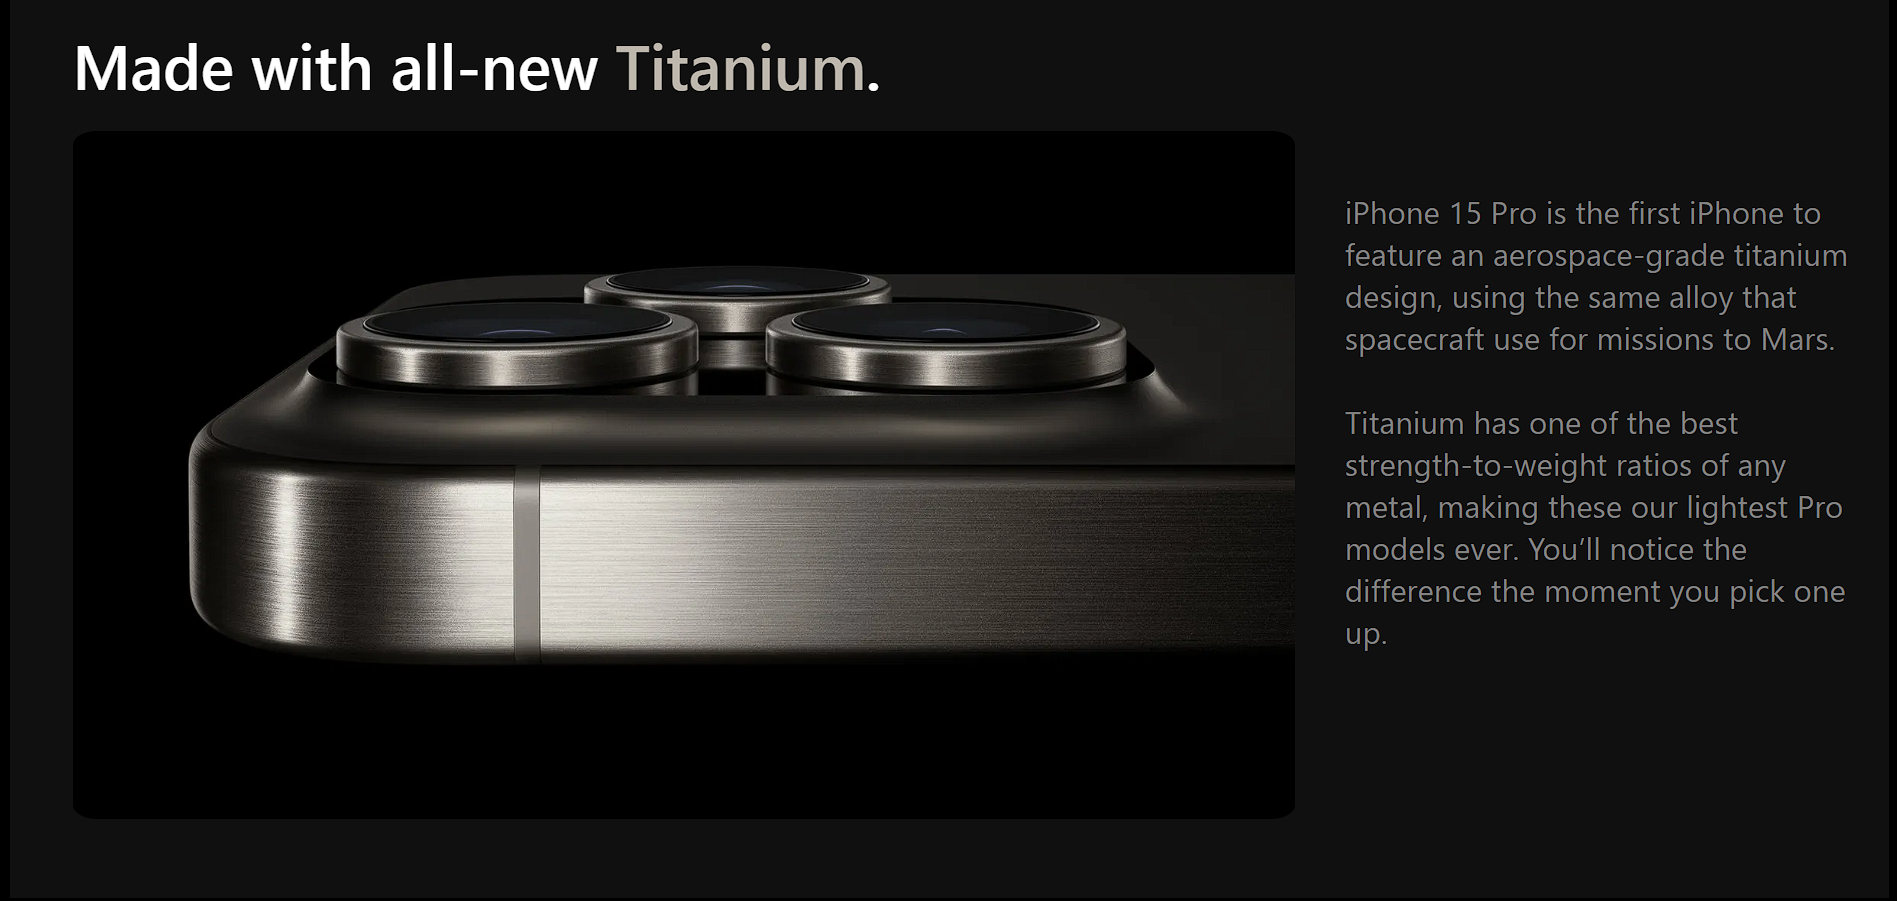 Made with all-new Titanium.
iPhone 15 Pro is the first iPhone to
feature an aerospace-grade titanium
design, using the same alloy that
spacecraft use for missions to Mars.
Titanium has one of the best
strength-to-weight ratios of any
metal, making these our lightest Pro
models ever. You’ll notice the
difference the moment you pick one
up.